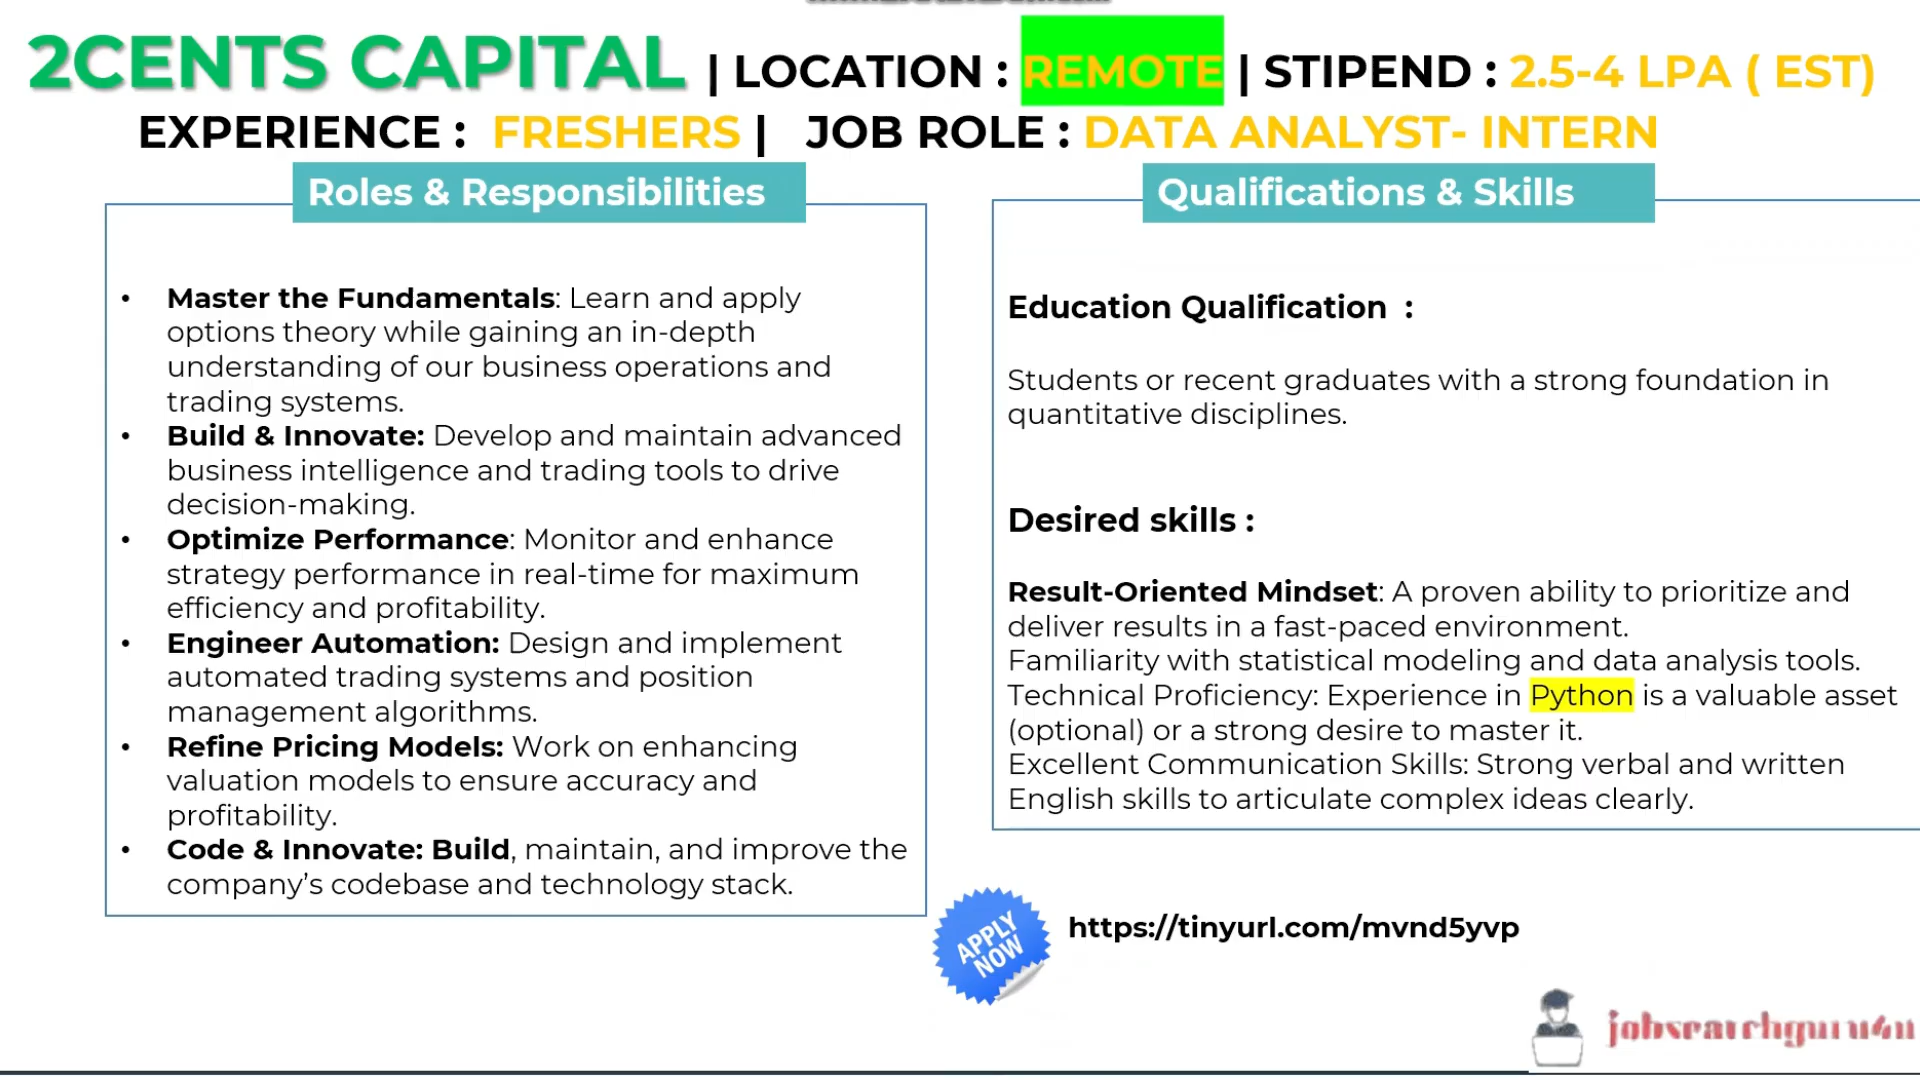 2CENTS CAPITAL | LOCATION : REMOTE | STIPEND : 2.5-4 LPA ( EST)
EXPERIENCE : FRESHERS | JOB ROLE : DATA ANALYST- INTERN
Roles & Responsibilities
• Master the Fundamentals: Learn and apply
options theory while gaining an in-depth
understanding of our business operations and
trading systems.
• Build & Innovate: Develop and maintain advanced
business intelligence and trading tools to drive
decision-making.
• Optimize Performance: Monitor and enhance
strategy performance in real-time for maximum
efficiency and profitability.
• Engineer Automation: Design and implement
automated trading systems and position
management algorithms.
• Refine Pricing Models: Work on enhancing
valuation models to ensure accuracy and
profitability.
• Code & Innovate: Build, maintain, and improve the
company's codebase and technology stack.
Qualifications & Skills
Education Qualification :
Students or recent graduates with a strong foundation in
quantitative disciplines.
Desired skills :
Result-Oriented Mindset: A proven ability to prioritize and
deliver results in a fast-paced environment.
Familiarity with statistical modeling and data analysis tools.
Technical Proficiency: Experience in Python is a valuable asset
(optional) or a strong desire to master it.
Excellent Communication Skills: Strong verbal and written
English skills to articulate complex ideas clearly.
APPLY
NOW
https://tinyurl.com/mvnd5yvp